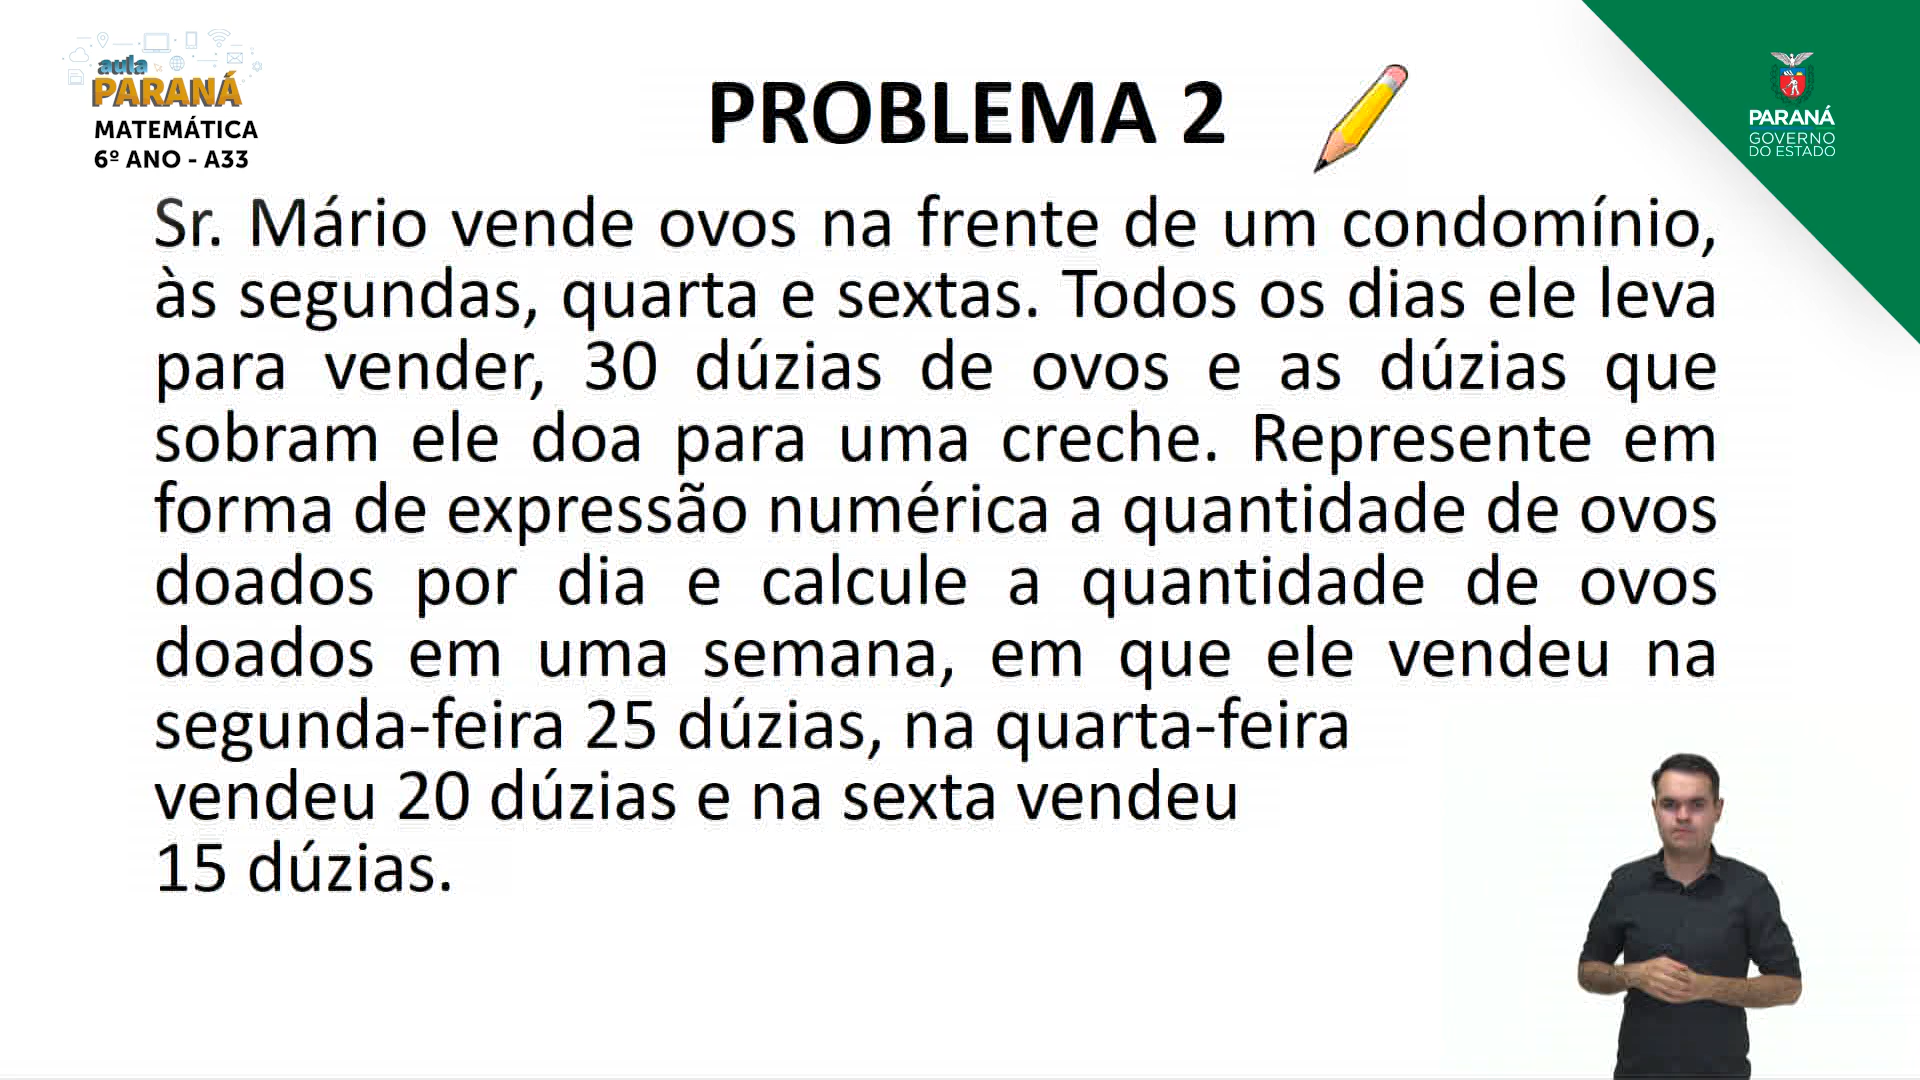 aula
PARANÁ
MATEMÁTICA
6º ANO - A33
PROBLEMA 2
PARANÁ
GOVERNO
DO ESTADO
Sr. Mário vende ovos na frente de um condomínio,
às segundas, quarta e sextas. Todos os dias ele leva
para vender, 30 dúzias de ovos e as dúzias que
sobram ele doa para uma creche. Represente em
forma de expressão numérica a quantidade de ovos
doados por dia e calcule a quantidade de ovos
doados em uma semana, em que ele vendeu na
segunda-feira 25 dúzias, na quarta-feira
vendeu 20 dúzias e na sexta vendeu
15 dúzias.